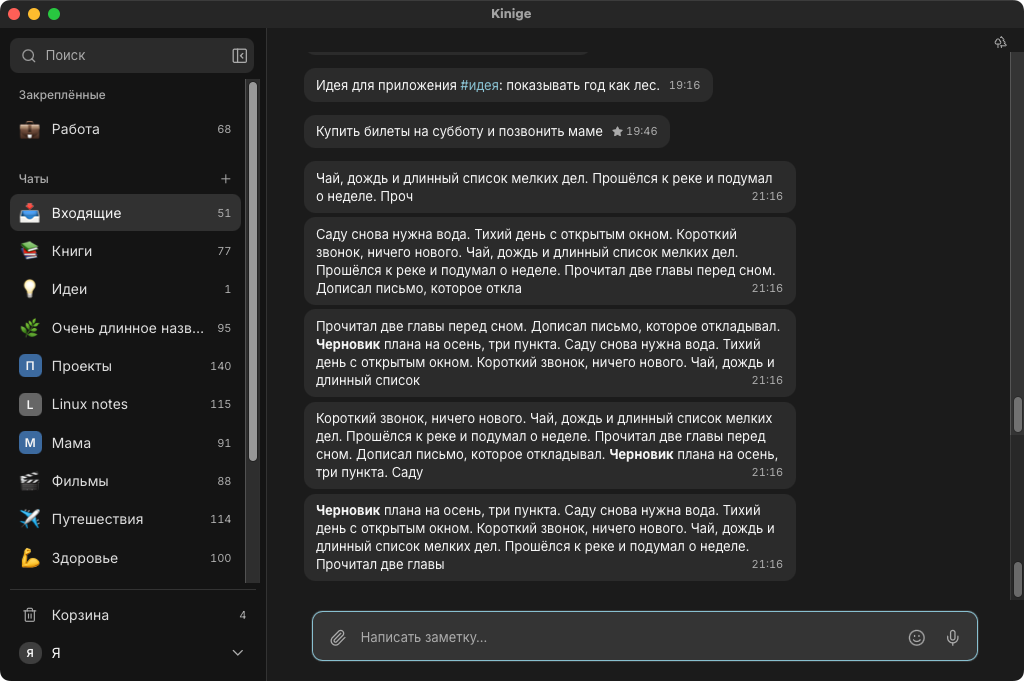 Kinige
Поиск
Закреплённые
Работа 68
Чаты
Входящие 51
Книги 77
Идеи 1
Очень длинное назв... 95
П Проекты 140
L Linux notes 115
М Мама 91
Фильмы 88
Путешествия 114
Здоровье 100
Корзина 4
Я Я
Идея для приложения #идея: показывать год как лес. 19:16
Купить билеты на субботу и позвонить маме 19:46
Чай, дождь и длинный список мелких дел. Прошёлся к реке и подумал
о неделе. Проч 21:16
Саду снова нужна вода. Тихий день с открытым окном. Короткий
звонок, ничего нового. Чай, дождь и длинный список мелких дел.
Прошёлся к реке и подумал о неделе. Прочитал две главы перед сном.
Дописал письмо, которое откла 21:16
Прочитал две главы перед сном. Дописал письмо, которое откладывал.
Черновик плана на осень, три пункта. Саду снова нужна вода. Тихий
день с открытым окном. Короткий звонок, ничего нового. Чай, дождь и
длинный список 21:16
Короткий звонок, ничего нового. Чай, дождь и длинный список мелких
дел. Прошёлся к реке и подумал о неделе. Прочитал две главы перед
сном. Дописал письмо, которое откладывал. Черновик плана на осень,
три пункта. Саду 21:16
Черновик плана на осень, три пункта. Саду снова нужна вода. Тихий
день с открытым окном. Короткий звонок, ничего нового. Чай, дождь и
длинный список мелких дел. Прошёлся к реке и подумал о неделе.
Прочитал две главы 21:16
Написать заметку...